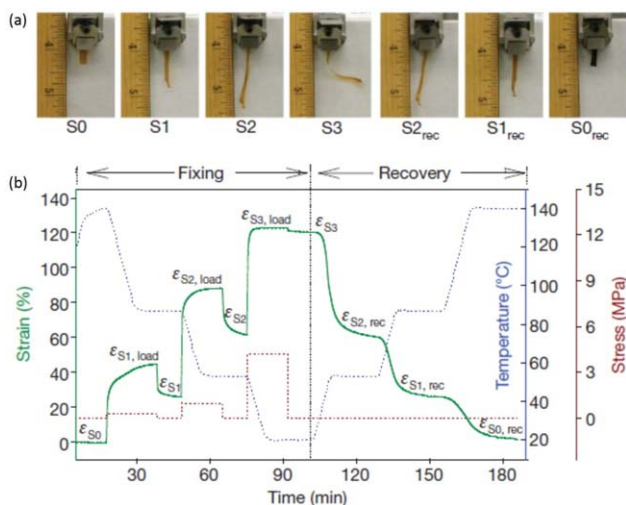 (a)
S0
S1
S2
S3
S2rec
S1rec
S0rec
(b)
Fixing
Recovery
Strain (%)
140
120
100
80
60
40
20
0
εS0
εS1, load
εS1
εS2, load
εS2
εS3, load
εS3
εS2, rec
εS1, rec
εS0, rec
30
60
90
120
150
180
Time (min)
140
120
100
80
60
40
20
Temperature (°C)
15
12
9
6
3
0
Stress (MPa)